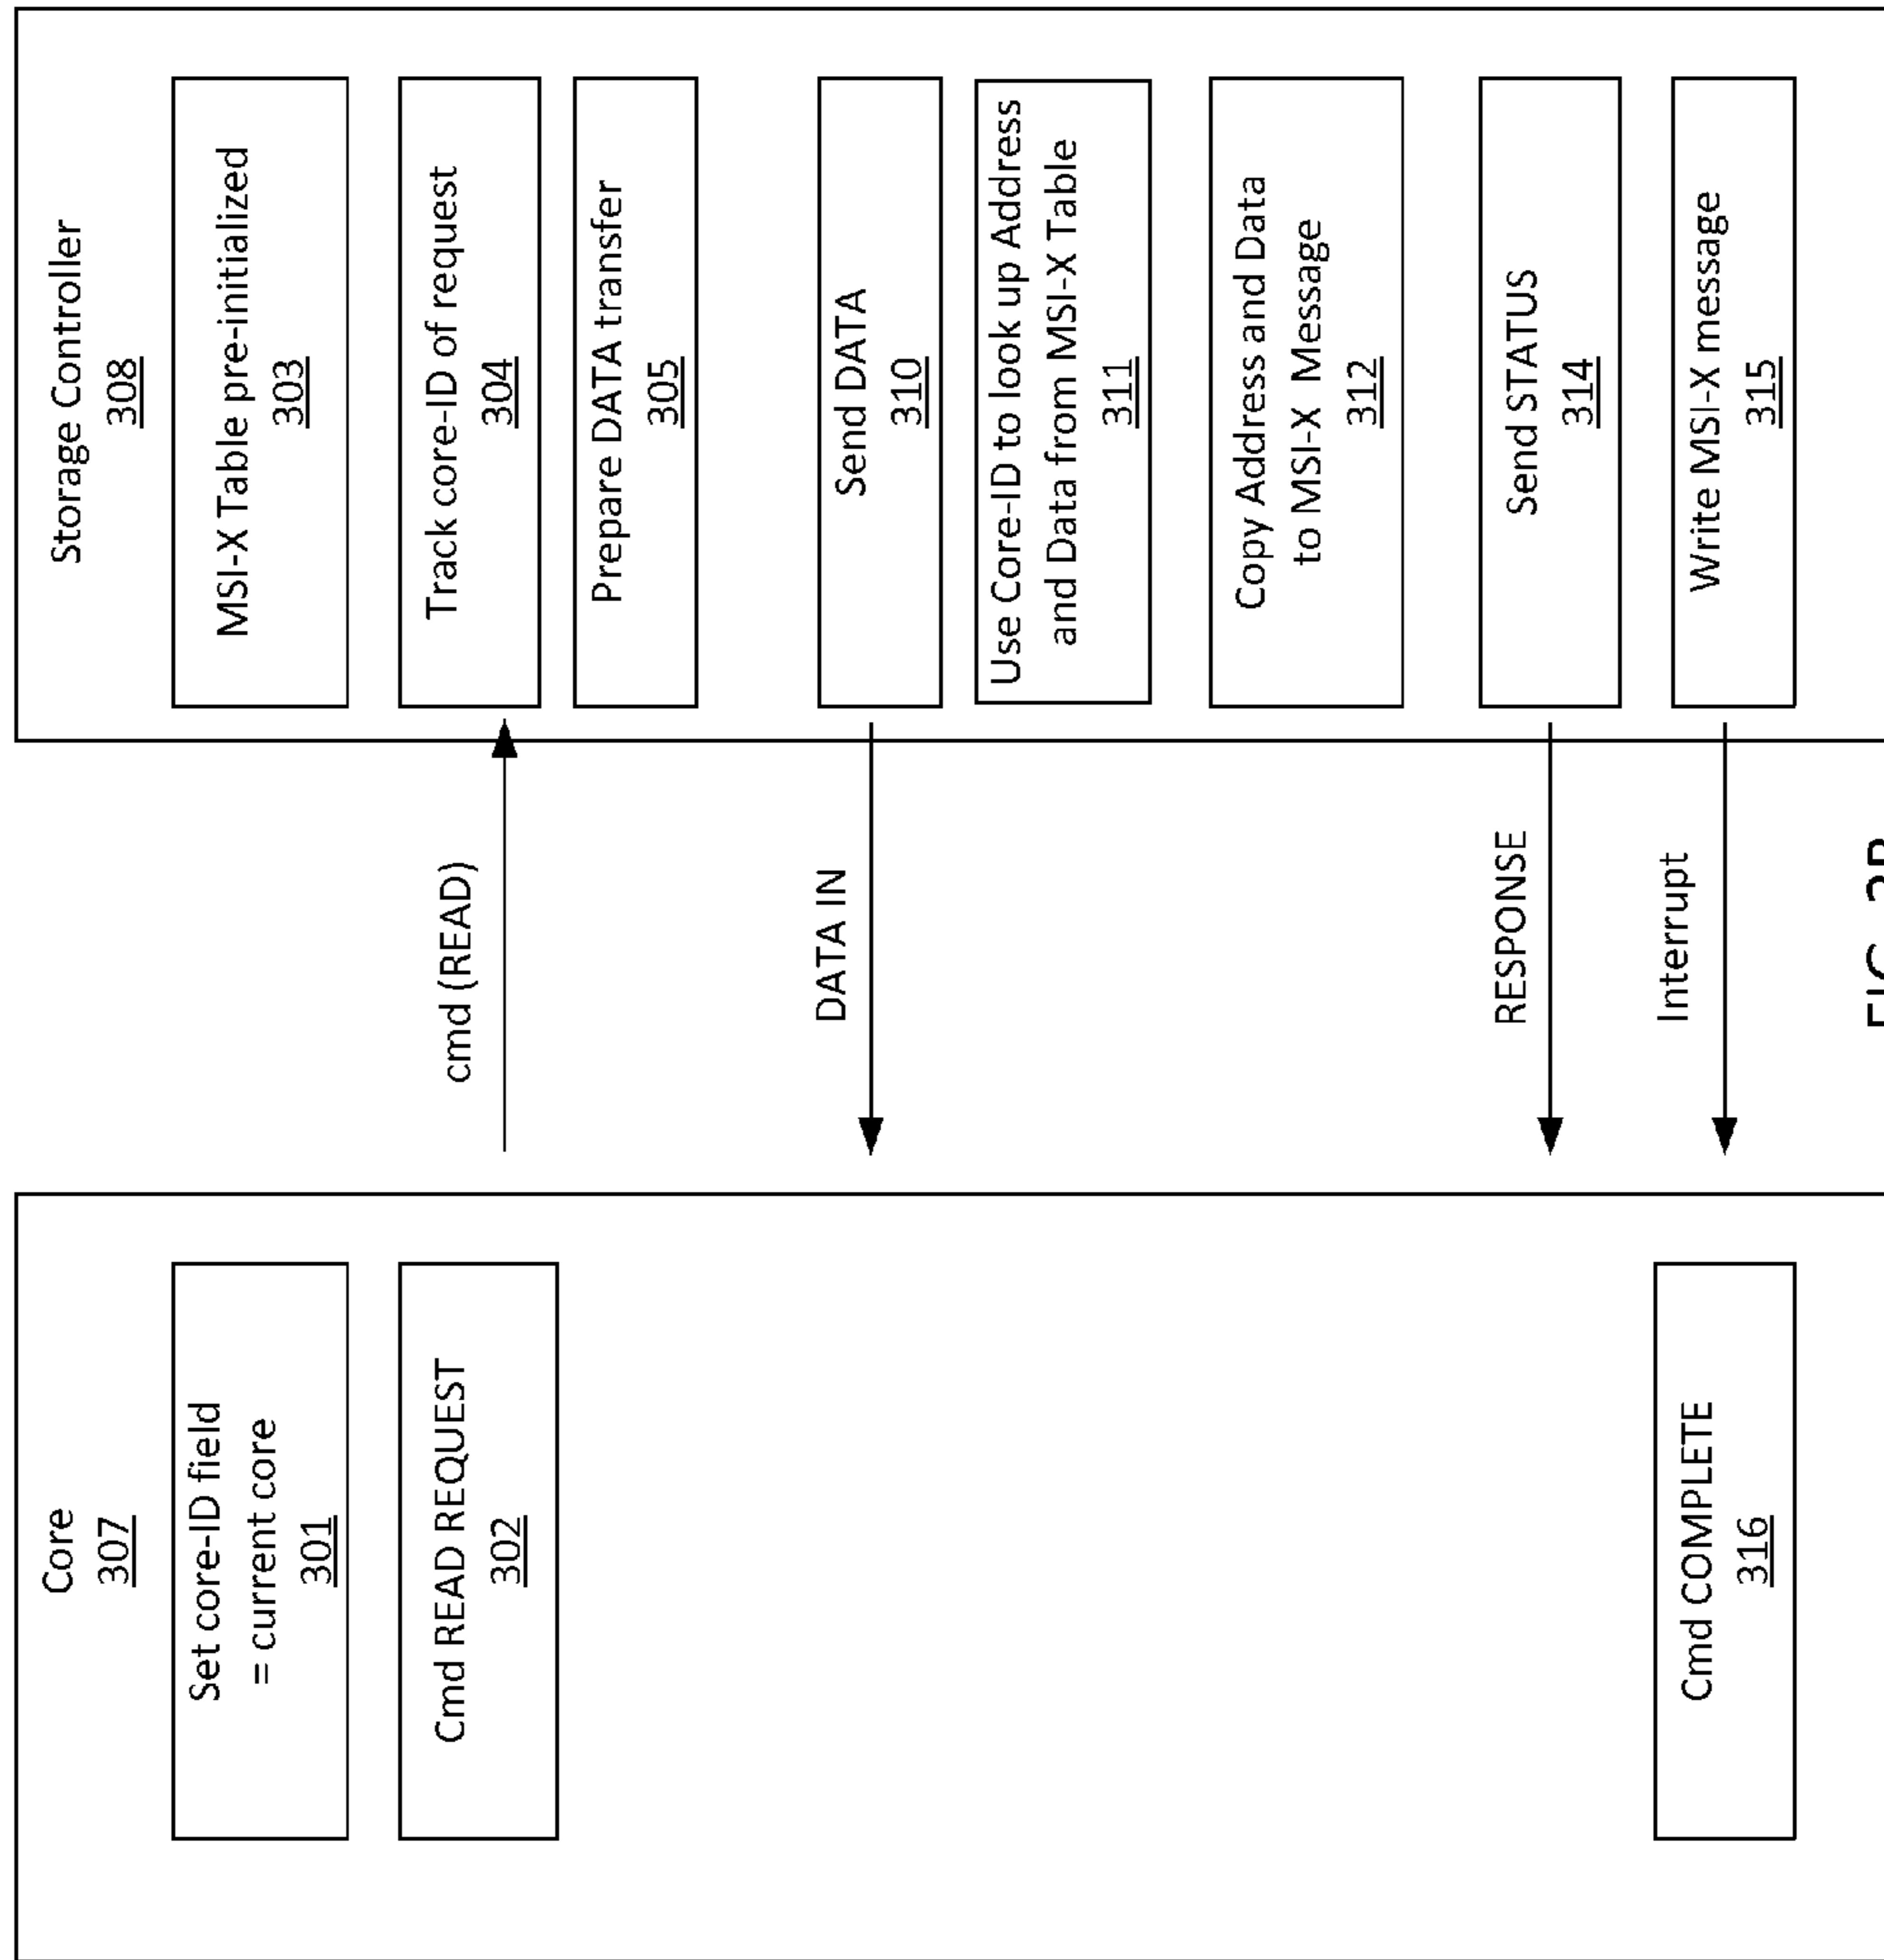 Core
307
Set core-ID field
= current core
301
Cmd READ REQUEST
302
Cmd COMPLETE
316
cmd (READ)
DATA IN
RESPONSE
Interrupt
Storage Controller
308
MSI-X Table pre-initialized
303
Track core-ID of request
304
Prepare DATA transfer
305
Send DATA
310
Use Core-ID to look up Address
and Data from MSI-X Table
311
Copy Address and Data
to MSI-X Message
312
Send STATUS
314
Write MSI-X message
315